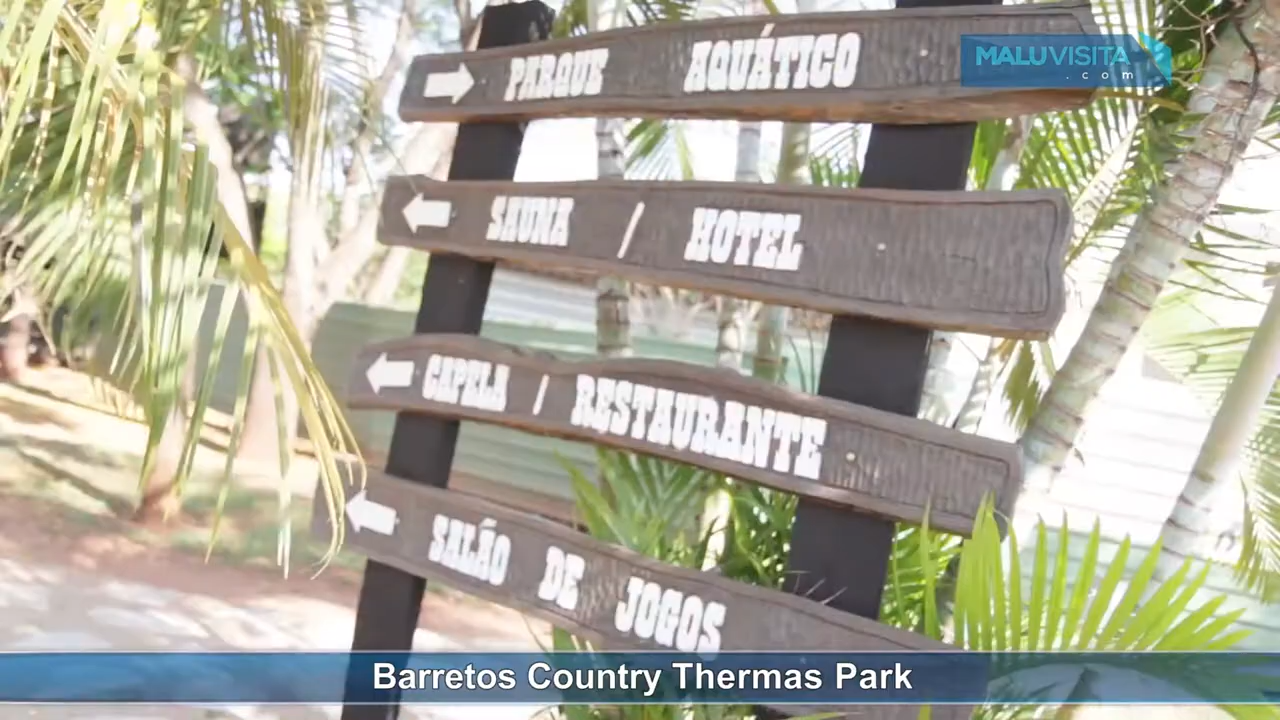 PARQUE AQUÁTICO
MALUVISITA
.com
SAUNA / HOTEL
CAPELA / RESTAURANTE
SALÃO DE JOGOS
Barretos Country Thermas Park